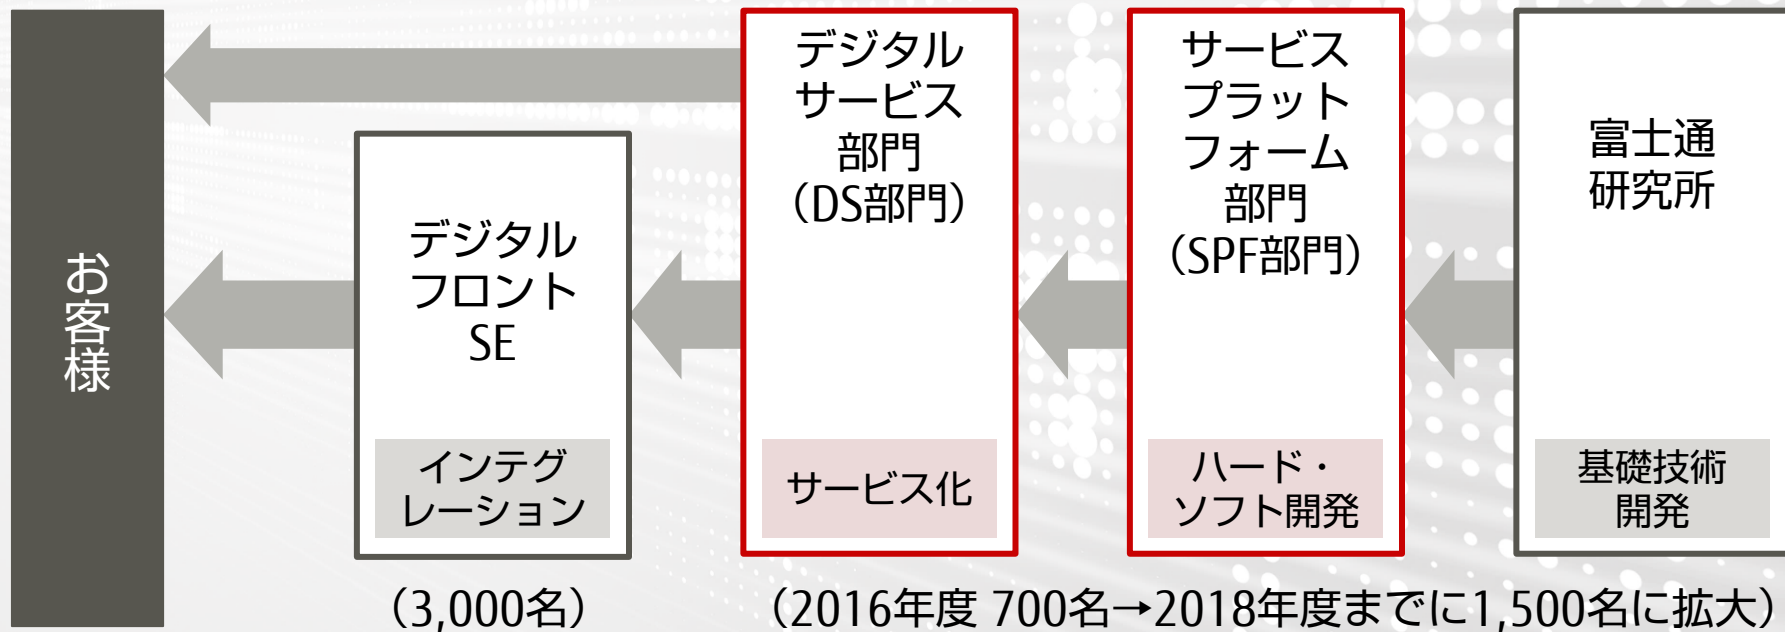 お客様
デジタル
フロント
SE
インテグ
レーション
（3,000名）
デジタル
サービス
部門
（DS部門）
サービス化
サービス
プラット
フォーム
部門
（SPF部門）
ハード・
ソフト開発
富士通
研究所
基礎技術
開発
（2016年度 700名→2018年度までに1,500名に拡大）